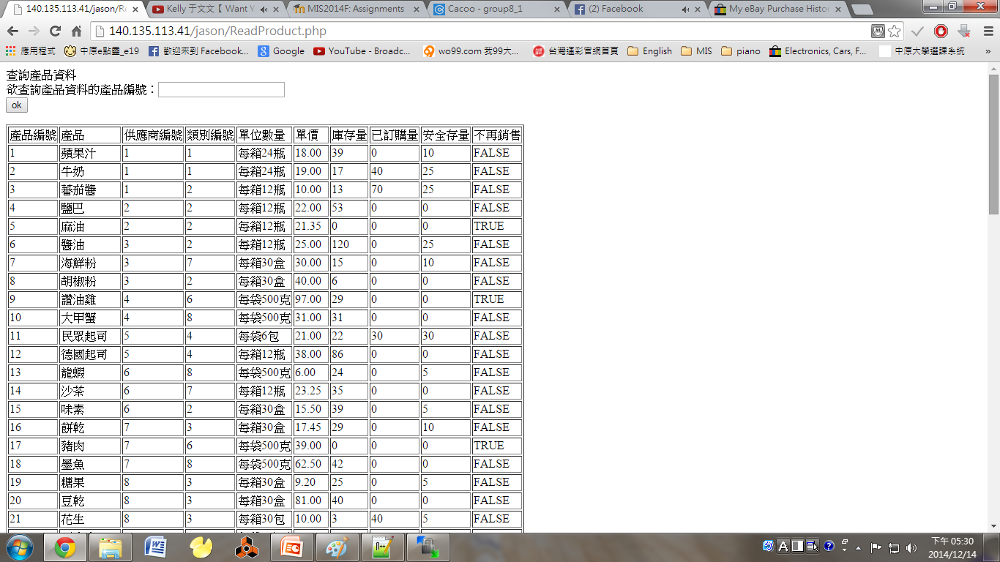 140.135.113.41/jason/Re
Kelly 于文文【 Want Y
MIS2014F: Assignments
Cacoo - group8_1
(2) Facebook
My eBay Purchase Histor
140.135.113.41/jason/ReadProduct.php
應用程式 中原e點靈_e19 歡迎來到 Facebook... Google YouTube - Broadc... wo99.com 我99大... 台灣運彩官網首頁 English MIS piano Electronics, Cars, F... 中原大學選課系統 »
查詢產品資料
欲查詢產品資料的產品編號：
ok
產品編號 產品 供應商編號 類別編號 單位數量 單價 庫存量 已訂購量 安全存量 不再銷售
1 蘋果汁 1 1 每箱24瓶 18.00 39 0 10 FALSE
2 牛奶 1 1 每箱24瓶 19.00 17 40 25 FALSE
3 蕃茄醬 1 2 每箱12瓶 10.00 13 70 25 FALSE
4 鹽巴 2 2 每箱12瓶 22.00 53 0 0 FALSE
5 麻油 2 2 每箱12瓶 21.35 0 0 0 TRUE
6 醬油 3 2 每箱12瓶 25.00 120 0 25 FALSE
7 海鮮粉 3 7 每箱30盒 30.00 15 0 10 FALSE
8 胡椒粉 3 2 每箱30盒 40.00 6 0 0 FALSE
9 讚油雞 4 6 每袋500克 97.00 29 0 0 TRUE
10 大甲蟹 4 8 每袋500克 31.00 31 0 0 FALSE
11 民眾起司 5 4 每袋6包 21.00 22 30 30 FALSE
12 德國起司 5 4 每箱12瓶 38.00 86 0 0 FALSE
13 龍蝦 6 8 每袋500克 6.00 24 0 5 FALSE
14 沙茶 6 7 每箱12瓶 23.25 35 0 0 FALSE
15 味素 6 2 每箱30盒 15.50 39 0 5 FALSE
16 餅乾 7 3 每箱30盒 17.45 29 0 10 FALSE
17 豬肉 7 6 每袋500克 39.00 0 0 0 TRUE
18 墨魚 7 8 每袋500克 62.50 42 0 0 FALSE
19 糖果 8 3 每箱30盒 9.20 25 0 5 FALSE
20 豆乾 8 3 每箱30盒 81.00 40 0 0 FALSE
21 花生 8 3 每箱30包 10.00 3 40 5 FALSE
下午 05:30
2014/12/14